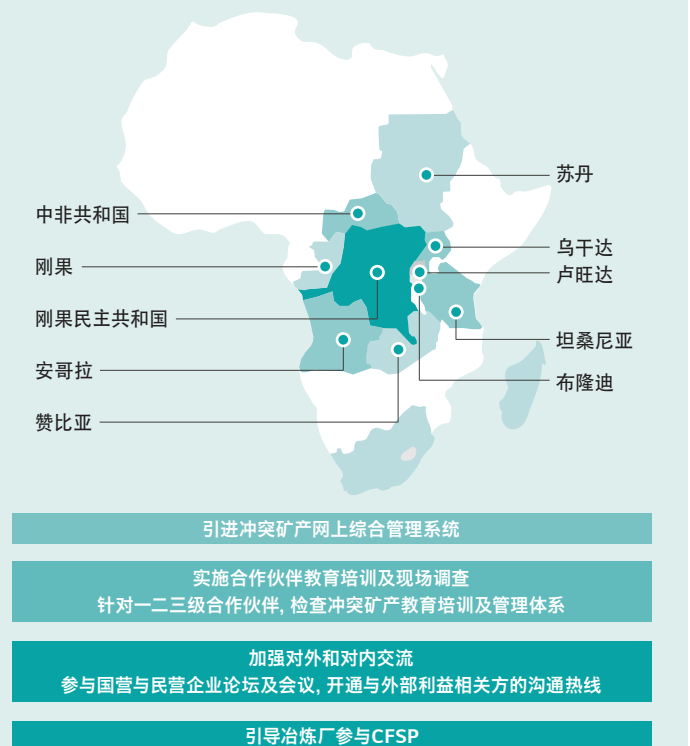 苏丹
中非共和国
乌干达
刚果
卢旺达
刚果民主共和国
坦桑尼亚
安哥拉
布隆迪
赞比亚
引进冲突矿产网上综合管理系统
实施合作伙伴教育培训及现场调查
针对一二三级合作伙伴, 检查冲突矿产教育培训及管理体系
加强对外和对内交流
参与国营与民营企业论坛及会议, 开通与外部利益相关方的沟通热线
引导冶炼厂参与CFSP